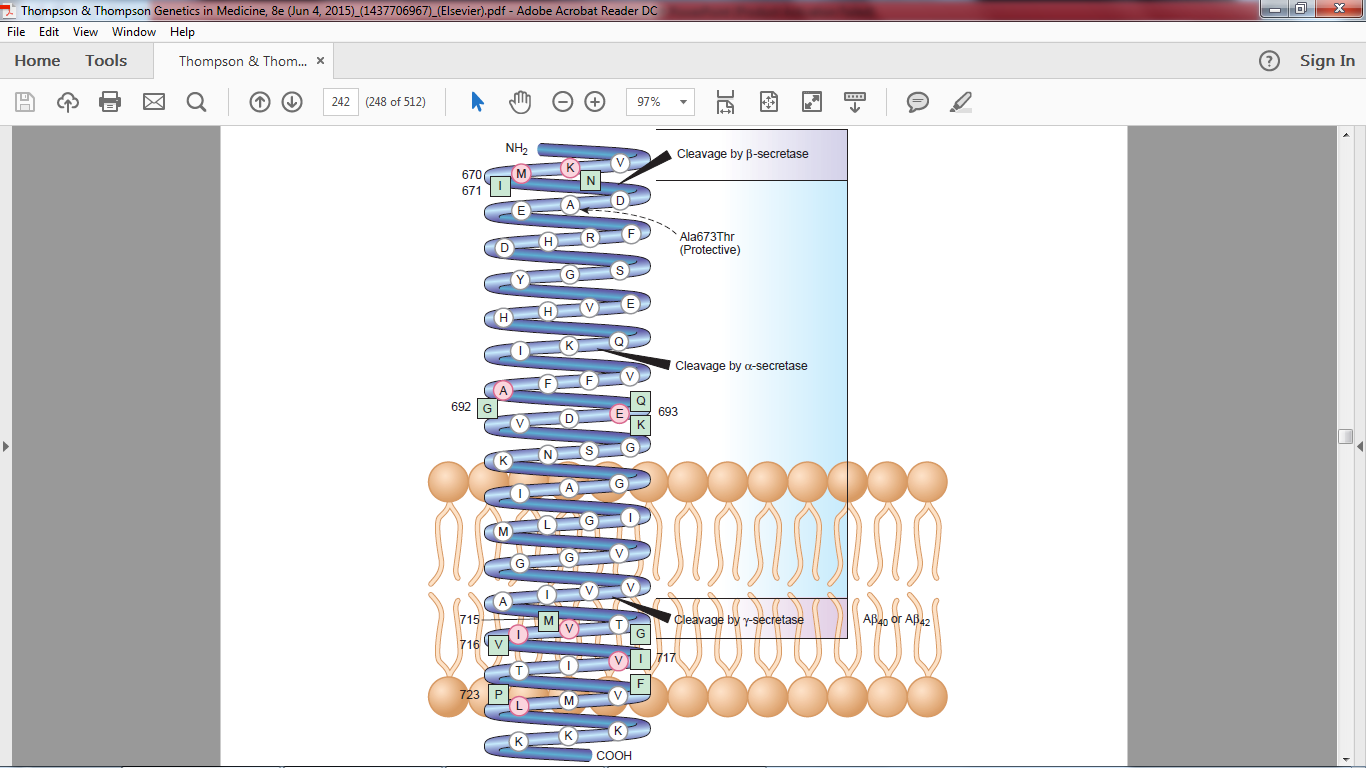 Thompson & Thompson Genetics in Medicine, 8e (Jun 4, 2015)_(1437706967)_(Elsevier).pdf - Adobe Acrobat Reader DC
File Edit View Window Help
Home Tools Thompson & Thom... × ? Sign In
242 (248 of 512) 97%
NH2
Cleavage by β-secretase
V
K
M
670
N
I
671
D
A
E
Ala673Thr
(Protective)
F
R
H
D
S
G
Y
E
V
H
H
Q
K
I
Cleavage by α-secretase
V
F
F
A
Q
692
G
E
693
D
V
K
G
S
N
K
G
A
I
I
G
L
M
V
G
G
V
V
I
A
Cleavage by γ-secretase
Aβ40 or Aβ42
715
M
T
V
I
G
716
V
V
I
717
I
T
F
723
P
V
M
L
K
K
K
COOH